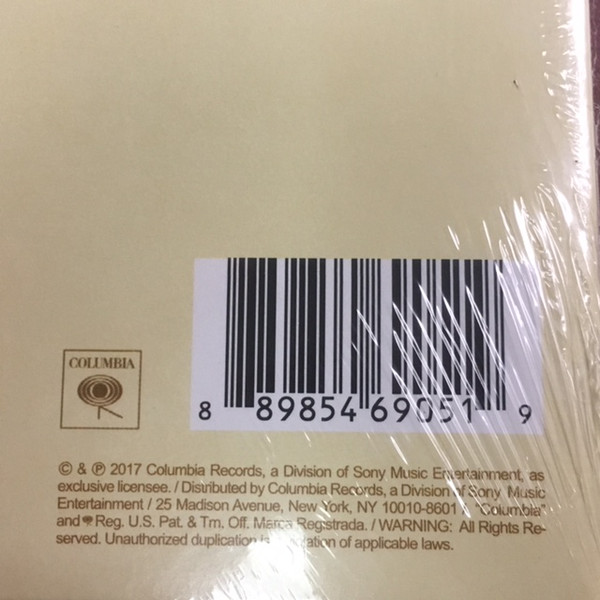 COLUMBIA
8 89854 69051 9
© & ℗ 2017 Columbia Records, a Division of Sony Music Entertainment, as
exclusive licensee. / Distributed by Columbia Records, a Division of Sony Music
Entertainment / 25 Madison Avenue, New York, NY 10010-8601 "Columbia"
and Reg. U.S. Pat. & Tm. Off. Marca Registrada. / WARNING: All Rights Re-
served. Unauthorized duplication of applicable laws.